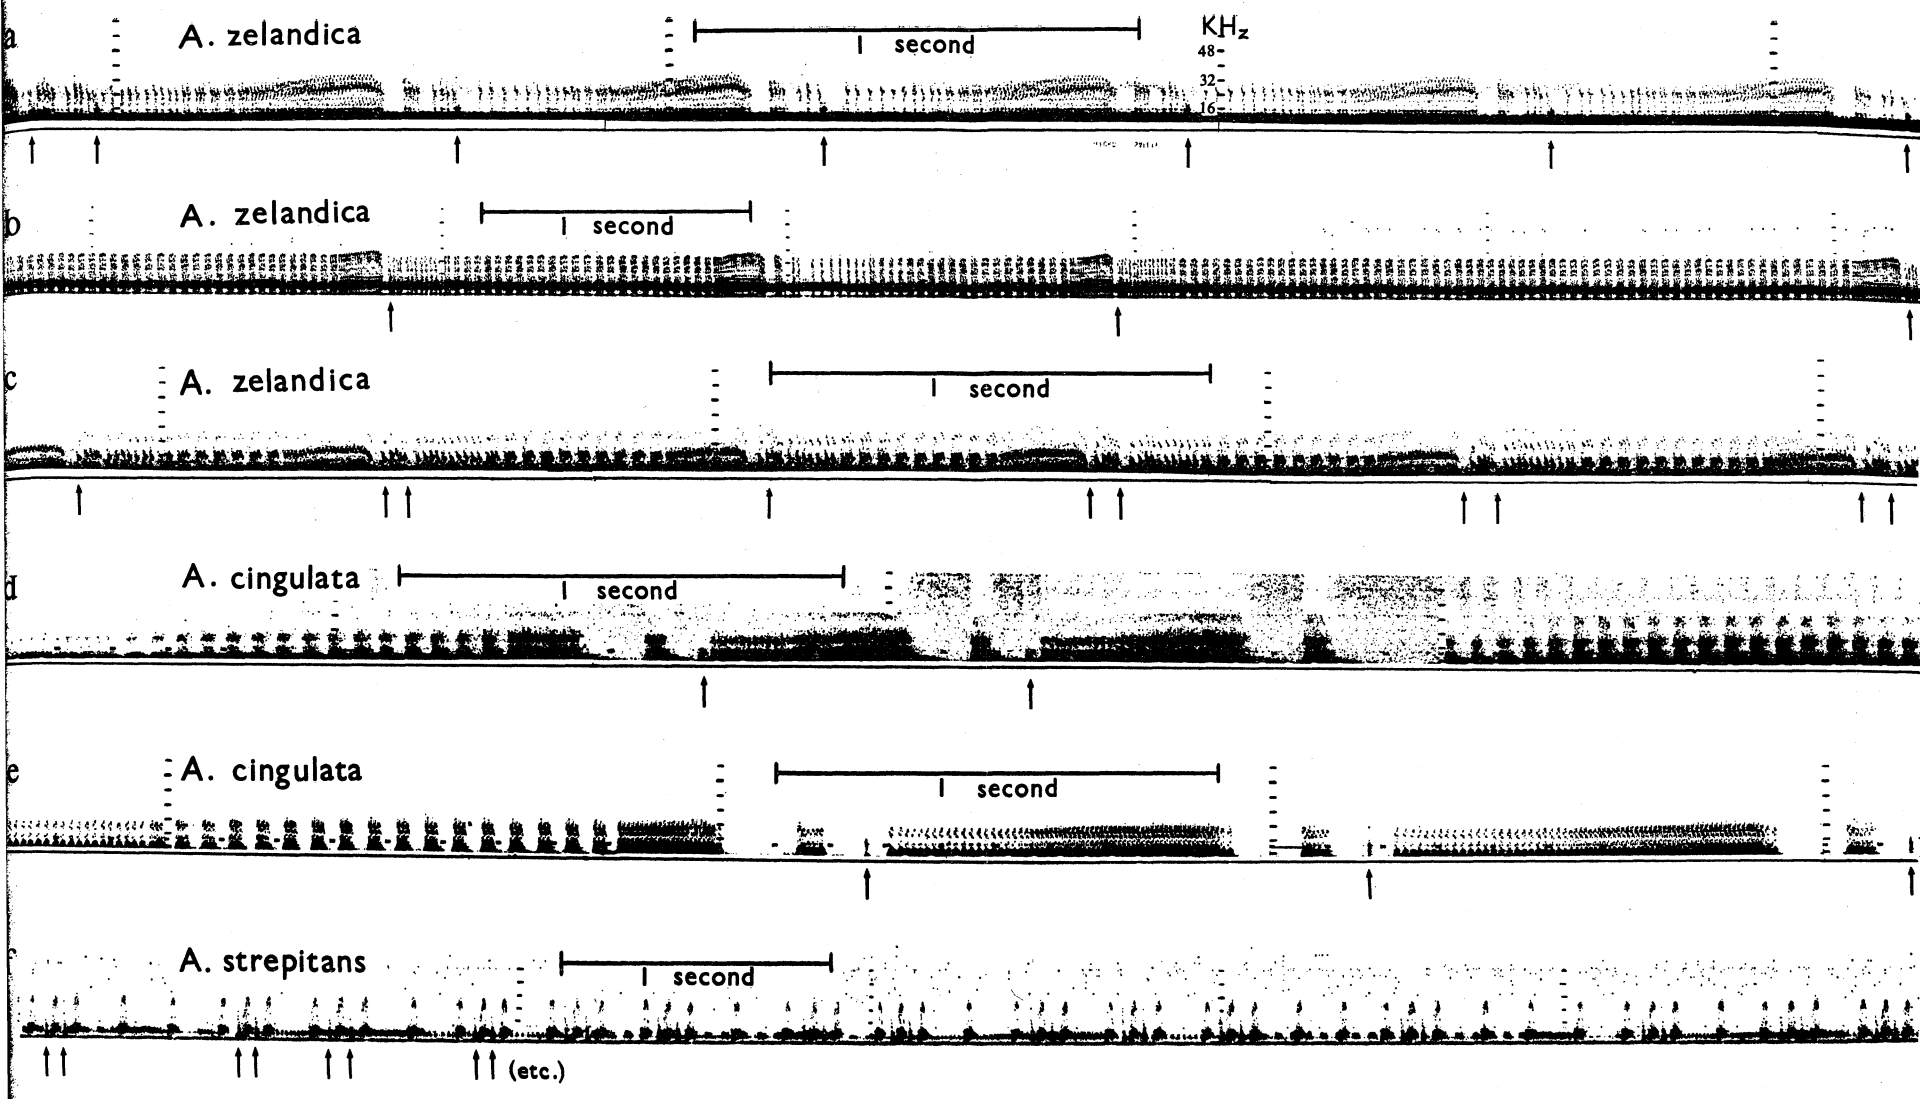 a A. zelandica 1 second KHz
48-
32-
16-
b A. zelandica 1 second
c A. zelandica 1 second
d A. cingulata 1 second
e A. cingulata 1 second
A. strepitans 1 second
(etc.)